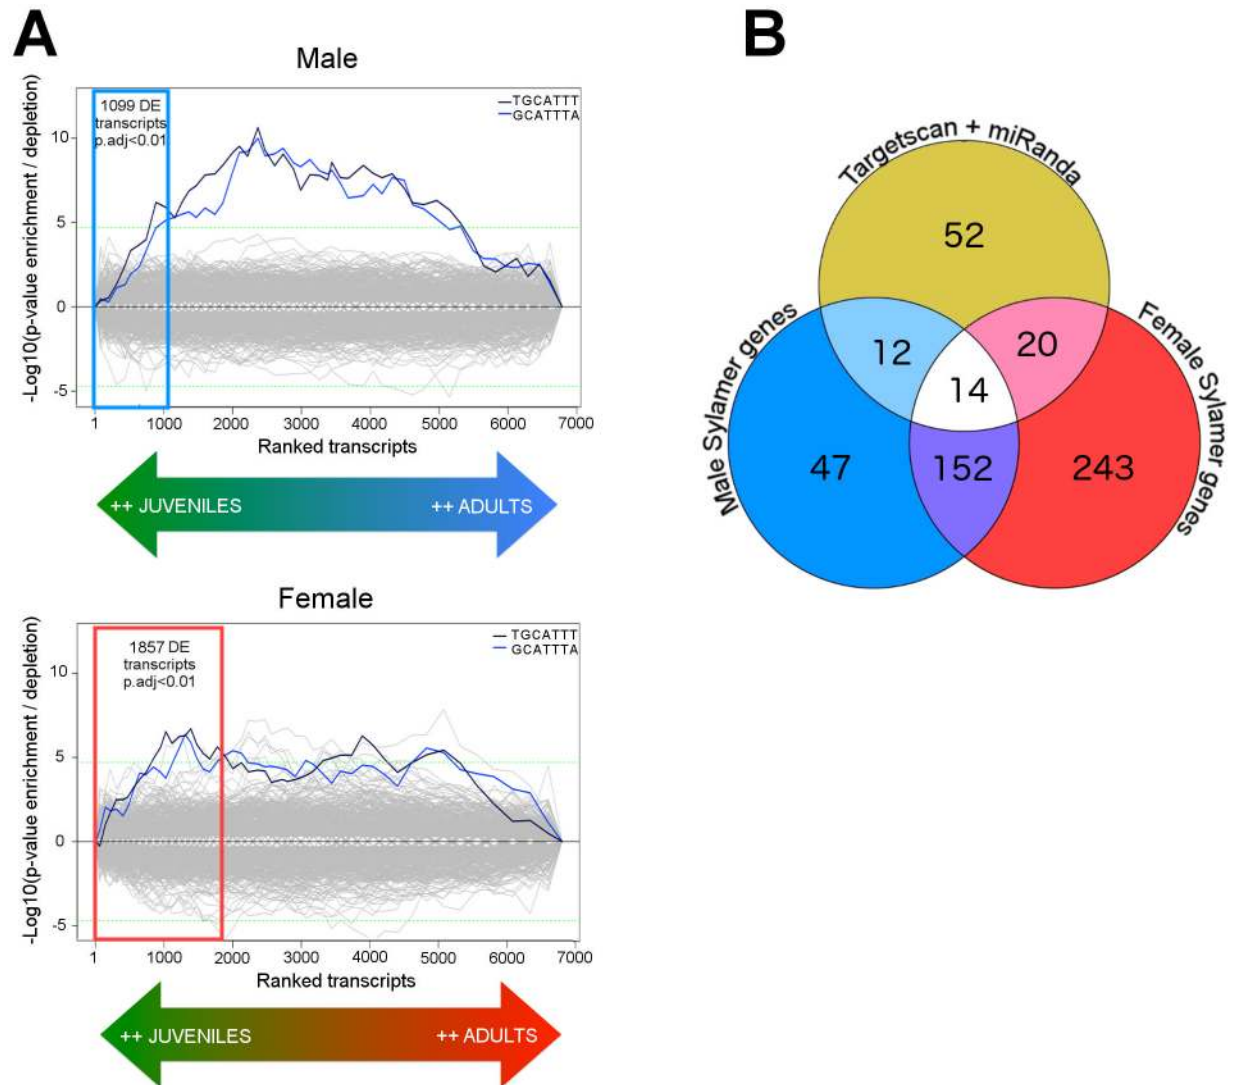 A
Male
1099 DE
transcripts
p.adj<0.01
TGCATTT
GCATTTA
-Log10(p-value enrichment / depletion)
10
5
0
-5
1 1000 2000 3000 4000 5000 6000 7000
Ranked transcripts
++ JUVENILES ++ ADULTS
Female
1857 DE
transcripts
p.adj<0.01
TGCATTT
GCATTTA
-Log10(p-value enrichment / depletion)
10
5
0
-5
1 1000 2000 3000 4000 5000 6000 7000
Ranked transcripts
++ JUVENILES ++ ADULTS
B
Targetscan + miRanda
Male Sylamer genes
Female Sylamer genes
52
12
20
14
47
152
243